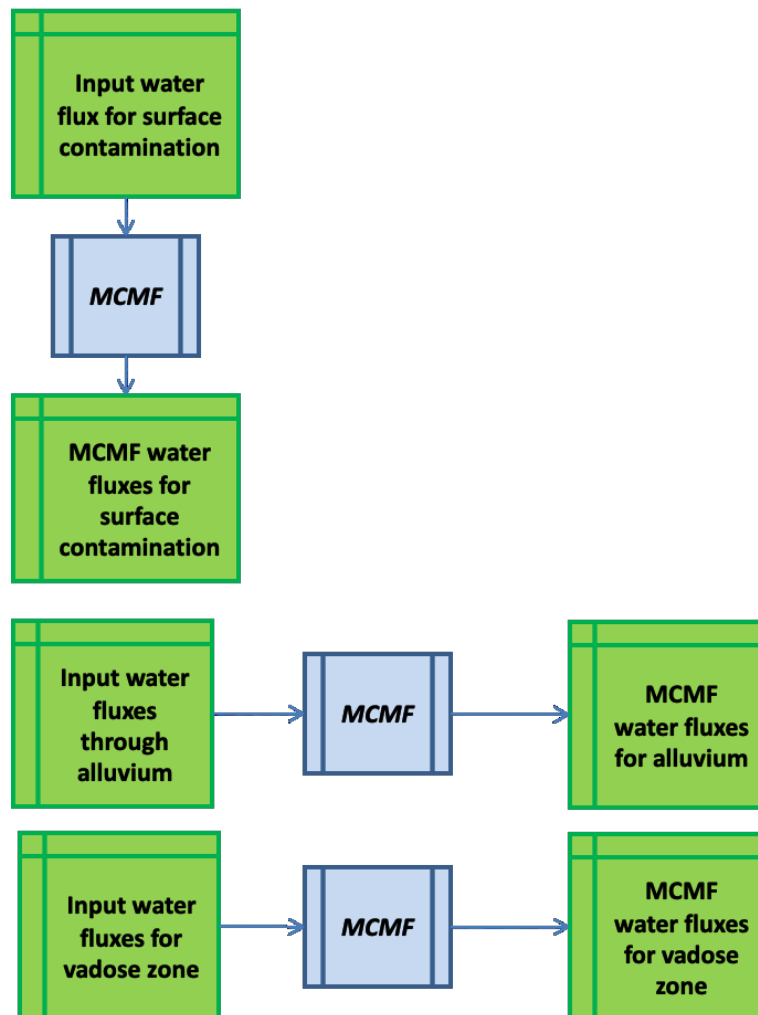 Input water
flux for surface
contamination
MCMF
MCMF water
fluxes for
surface
contamination
Input water
fluxes
through
alluvium
MCMF
MCMF
water fluxes
for alluvium
Input water
fluxes for
vadose zone
MCMF
MCMF
water fluxes
for vadose
zone